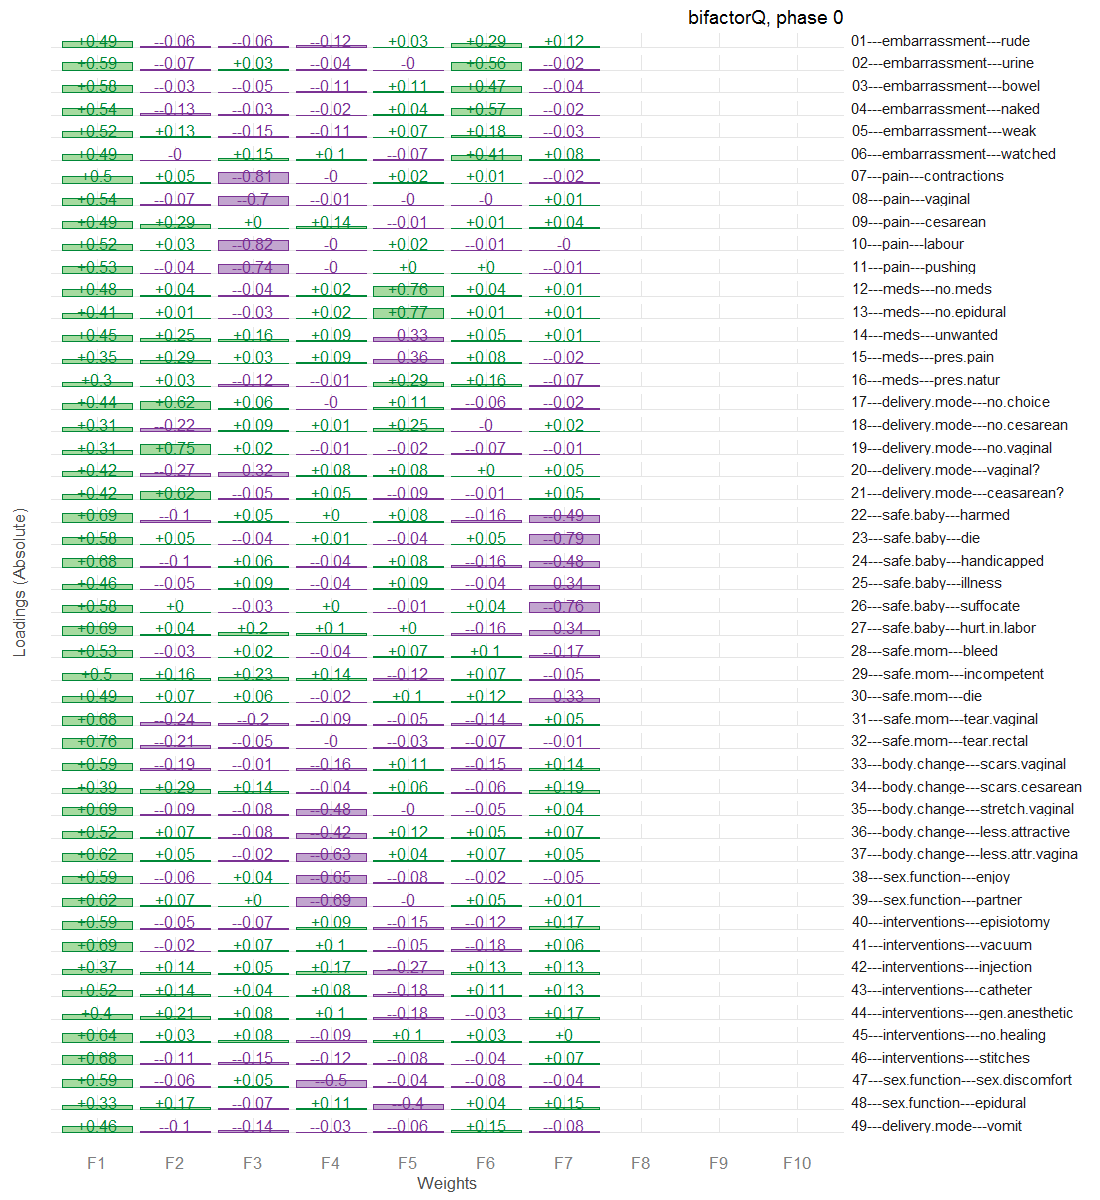 bifactorQ, phase 0
+0.49 --0.06 --0.06 --0.12 +0.03 +0.29 +0.12 01---embarrassment---rude
+0.59 --0.07 +0.03 --0.04 -0 +0.56 --0.02 02---embarrassment---urine
+0.58 --0.03 --0.05 --0.11 +0.11 +0.47 --0.04 03---embarrassment---bowel
+0.54 --0.13 --0.03 --0.02 +0.04 +0.57 --0.02 04---embarrassment---naked
+0.52 +0.13 --0.15 --0.11 +0.07 +0.18 --0.03 05---embarrassment---weak
+0.49 -0 +0.15 +0.1 --0.07 +0.41 +0.08 06---embarrassment---watched
+0.5 +0.05 --0.81 -0 +0.02 +0.01 --0.02 07---pain---contractions
+0.54 --0.07 --0.7 --0.01 -0 -0 +0.01 08---pain---vaginal
+0.49 +0.29 +0 +0.14 --0.01 +0.01 +0.04 09---pain---cesarean
+0.52 +0.03 --0.82 -0 +0.02 --0.01 -0 10---pain---labour
+0.53 --0.04 --0.74 -0 +0 +0 --0.01 11---pain---pushing
+0.48 +0.04 --0.04 +0.02 +0.76 +0.04 +0.01 12---meds---no.meds
+0.41 +0.01 --0.03 +0.02 +0.77 +0.01 +0.01 13---meds---no.epidural
+0.45 +0.25 +0.16 +0.09 --0.33 +0.05 +0.01 14---meds---unwanted
+0.35 +0.29 +0.03 +0.09 --0.36 +0.08 --0.02 15---meds---pres.pain
+0.3 +0.03 --0.12 --0.01 +0.29 +0.16 --0.07 16---meds---pres.natur
+0.44 +0.62 +0.06 -0 +0.11 --0.06 --0.02 17---delivery.mode---no.choice
+0.31 --0.22 +0.09 +0.01 +0.25 -0 +0.02 18---delivery.mode---no.cesarean
+0.31 +0.75 +0.02 --0.01 --0.02 --0.07 --0.01 19---delivery.mode---no.vaginal
+0.42 --0.27 --0.32 +0.08 +0.08 +0 +0.05 20---delivery.mode---vaginal?
+0.42 +0.62 --0.05 +0.05 --0.09 --0.01 +0.05 21---delivery.mode---ceasarean?
+0.69 --0.1 +0.05 +0 +0.08 --0.16 --0.49 22---safe.baby---harmed
+0.58 +0.05 --0.04 +0.01 --0.04 +0.05 --0.79 23---safe.baby---die
+0.68 --0.1 +0.06 --0.04 +0.08 --0.16 --0.48 24---safe.baby---handicapped
+0.46 --0.05 +0.09 --0.04 +0.09 --0.04 --0.34 25---safe.baby---illness
+0.58 +0 --0.03 +0 --0.01 +0.04 --0.76 26---safe.baby---suffocate
+0.69 +0.04 +0.2 +0.1 +0 --0.16 --0.34 27---safe.baby---hurt.in.labor
+0.53 --0.03 +0.02 --0.04 +0.07 +0.1 --0.17 28---safe.mom---bleed
+0.5 +0.16 +0.23 +0.14 --0.12 +0.07 --0.05 29---safe.mom---incompetent
+0.49 +0.07 +0.06 --0.02 +0.1 +0.12 --0.33 30---safe.mom---die
+0.68 --0.24 --0.2 --0.09 --0.05 --0.14 +0.05 31---safe.mom---tear.vaginal
+0.76 --0.21 --0.05 -0 --0.03 --0.07 --0.01 32---safe.mom---tear.rectal
+0.59 --0.19 --0.01 --0.16 +0.11 --0.15 +0.14 33---body.change---scars.vaginal
+0.39 +0.29 +0.14 --0.04 +0.06 --0.06 +0.19 34---body.change---scars.cesarean
+0.69 --0.09 --0.08 --0.48 -0 --0.05 +0.04 35---body.change---stretch.vaginal
+0.52 +0.07 --0.08 --0.42 +0.12 +0.05 +0.07 36---body.change---less.attractive
+0.62 +0.05 --0.02 --0.63 +0.04 +0.07 +0.05 37---body.change---less.attr.vagina
+0.59 --0.06 +0.04 --0.65 --0.08 --0.02 --0.05 38---sex.function---enjoy
+0.62 +0.07 +0 --0.69 -0 +0.05 +0.01 39---sex.function---partner
+0.59 --0.05 --0.07 +0.09 --0.15 --0.12 +0.17 40---interventions---episiotomy
+0.69 --0.02 +0.07 +0.1 --0.05 --0.18 +0.06 41---interventions---vacuum
+0.37 +0.14 +0.05 +0.17 --0.27 +0.13 +0.13 42---interventions---injection
+0.52 +0.14 +0.04 +0.08 --0.18 +0.11 +0.13 43---interventions---catheter
+0.4 +0.21 +0.08 +0.1 --0.18 --0.03 +0.17 44---interventions---gen.anesthetic
+0.64 +0.03 +0.08 --0.09 +0.1 +0.03 +0 45---interventions---no.healing
+0.68 --0.11 --0.15 --0.12 --0.08 --0.04 +0.07 46---interventions---stitches
+0.59 --0.06 +0.05 --0.5 --0.04 --0.08 --0.04 47---sex.function---sex.discomfort
+0.33 +0.17 --0.07 +0.11 --0.4 +0.04 +0.15 48---sex.function---epidural
+0.46 --0.1 --0.14 --0.03 --0.06 +0.15 --0.08 49---delivery.mode---vomit
F1 F2 F3 F4 F5 F6 F7 F8 F9 F10
Weights
Loadings (Absolute)